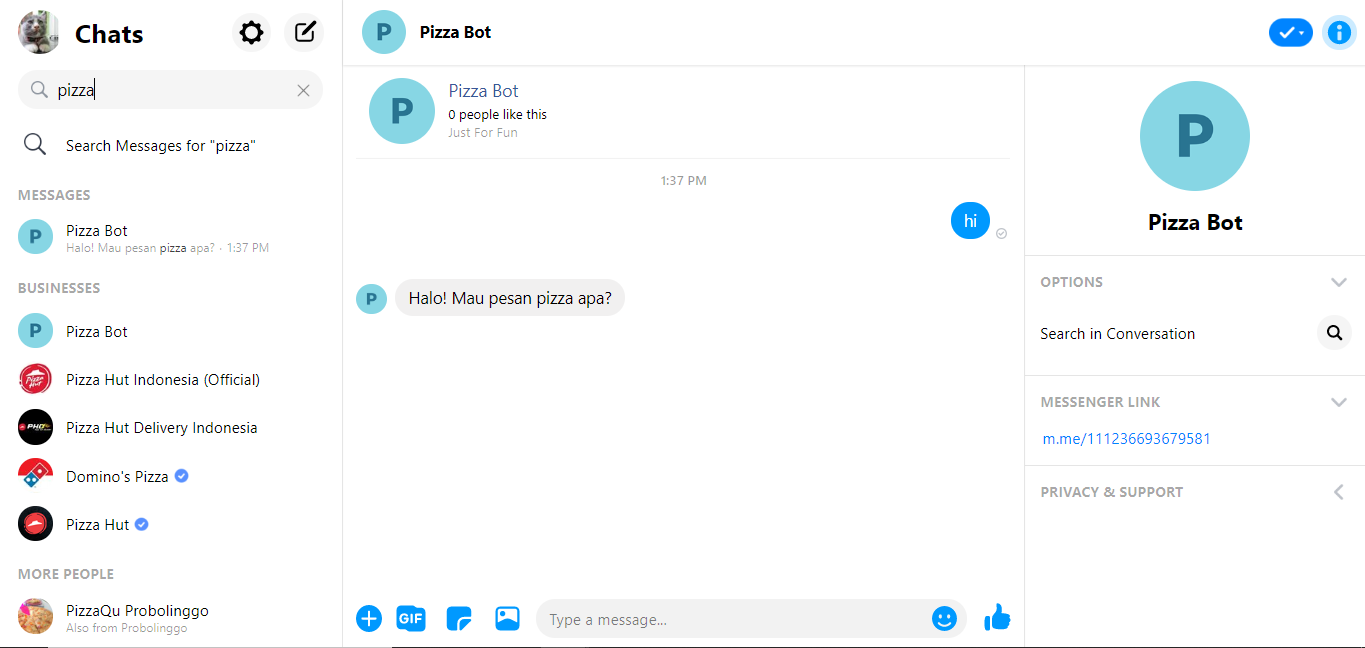 Chats
pizza
Search Messages for "pizza"
MESSAGES
P
Pizza Bot
Halo! Mau pesan pizza apa? · 1:37 PM
BUSINESSES
P
Pizza Bot
Pizza Hut Indonesia (Official)
PHD
Pizza Hut Delivery Indonesia
Domino's Pizza
Pizza Hut
MORE PEOPLE
PizzaQu Probolinggo
Also from Probolinggo
P
Pizza Bot
P
Pizza Bot
0 people like this
Just For Fun
1:37 PM
hi
P
Halo! Mau pesan pizza apa?
GIF
Type a message...
P
Pizza Bot
OPTIONS
Search in Conversation
MESSENGER LINK
m.me/111236693679581
PRIVACY & SUPPORT